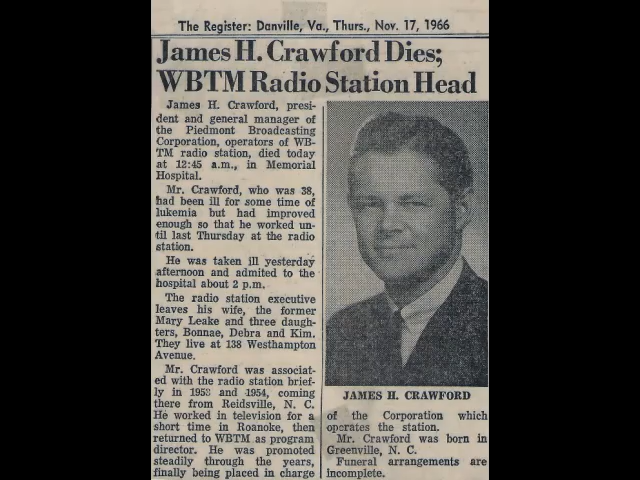 The Register: Danville, Va., Thurs., Nov. 17, 1966
James H. Crawford Dies;
WBTM Radio Station Head
James H. Crawford, presi-
dent and general manager of
the Piedmont Broadcasting
Corporation, operators of WB-
TM radio station, died today
at 12:45 a.m., in Memorial
Hospital.
Mr. Crawford, who was 38,
had been ill for some time of
lukemia but had improved
enough so that he worked un-
til last Thursday at the radio
station.
He was taken ill yesterday
afternoon and admited to the
hospital about 2 p.m.
The radio station executive
leaves his wife, the former
Mary Leake and three daugh-
ters, Bonnae, Debra and Kim.
They live at 138 Westhampton
Avenue.
Mr. Crawford was associat-
ed with the radio station brief-
ly in 1953 and 1954, coming
there from Reidsville, N. C.
He worked in television for a
short time in Roanoke, then
returned to WBTM as program
director. He was promoted
steadily through the years,
finally being placed in charge
JAMES H. CRAWFORD
of the Corporation which
operates the station.
Mr. Crawford was born in
Greenville, N. C.
Funeral arrangements are
incomplete.